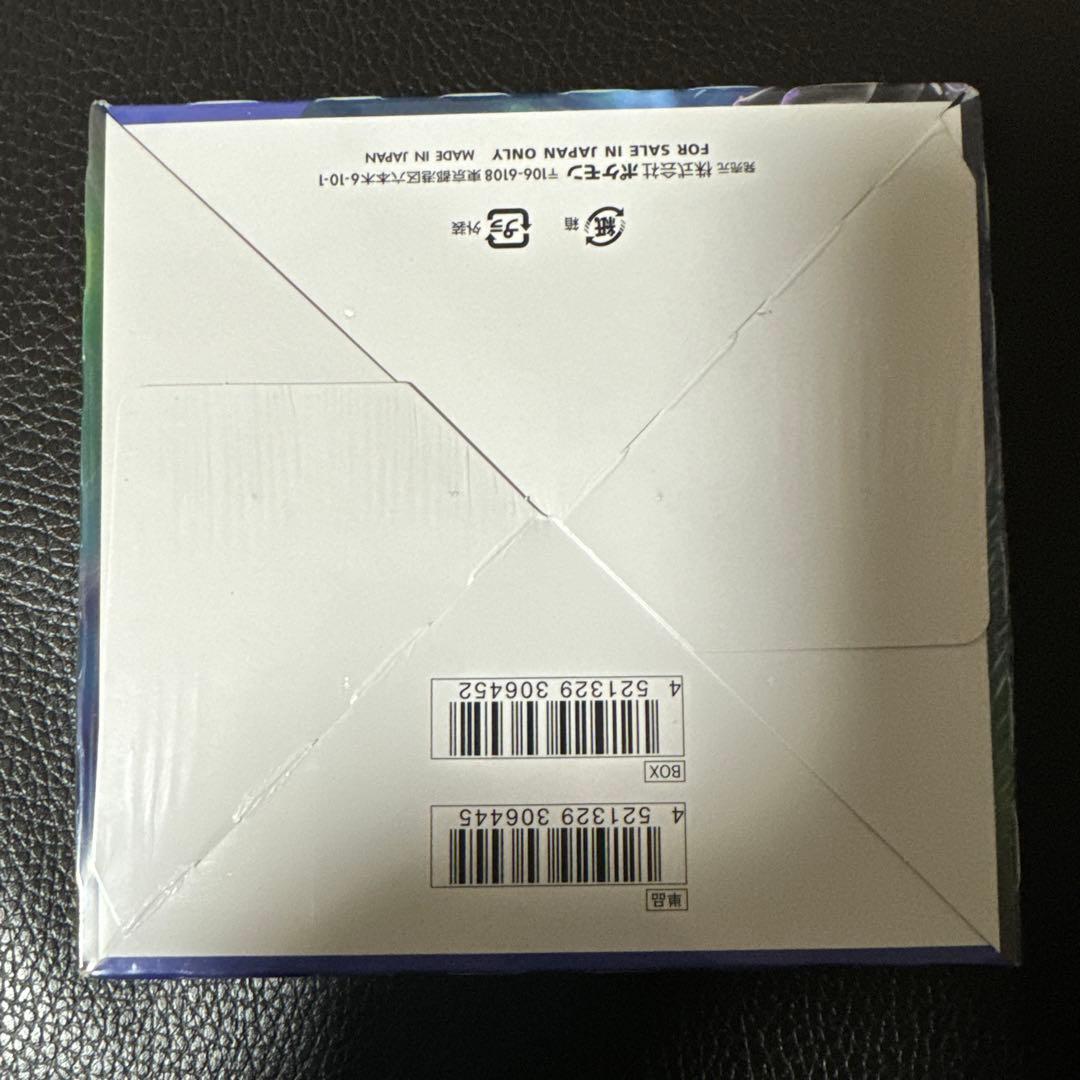 単品
4 521329 306445
BOX
4 521329 306452
紙 箱 プラ 外装
発売元 株式会社ポケモン 〒106-6108 東京都港区六本木6-10-1
FOR SALE IN JAPAN ONLY MADE IN JAPAN